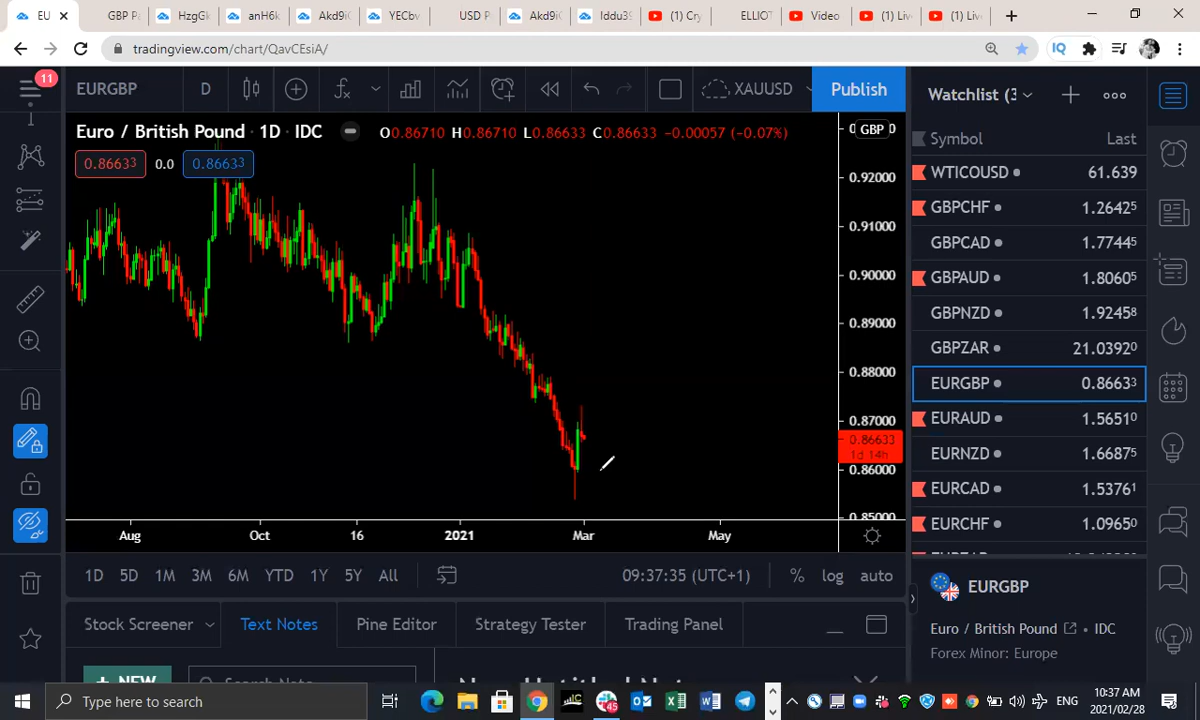 EU
GBP P
HzgGk
anH6k
Akd9iC
YECbv
USD P
Akd9iC
Iddu3S
(1) Cry
ELLIOT
Video
(1) Liv
(1) Liv
tradingview.com/chart/QavCEsiA/
11
EURGBP
D
XAUUSD
Publish
Watchlist (3
Euro / British Pound · 1D · IDC
O0.86710 H0.86710 L0.86633 C0.86633 −0.00057 (−0.07%)
GBP
0.86633
0.0
0.86633
Symbol
Last
WTICOUSD
61.639
GBPCHF
1.26425
GBPCAD
1.77445
GBPAUD
1.80605
GBPNZD
1.92458
GBPZAR
21.03920
EURGBP
0.86633
EURAUD
1.56510
EURNZD
1.66875
EURCAD
1.53761
EURCHF
1.09650
0.92000
0.91000
0.90000
0.89000
0.88000
0.87000
0.86633
1d 14h
0.86000
0.85000
Aug
Oct
16
2021
Mar
May
1D
5D
1M
3M
6M
YTD
1Y
5Y
All
09:37:35 (UTC+1)
%
log
auto
EURGBP
Euro / British Pound
IDC
Forex Minor: Europe
Stock Screener
Text Notes
Pine Editor
Strategy Tester
Trading Panel
NEW
Search Note
Type here to search
45
ENG
10:37 AM
2021/02/28